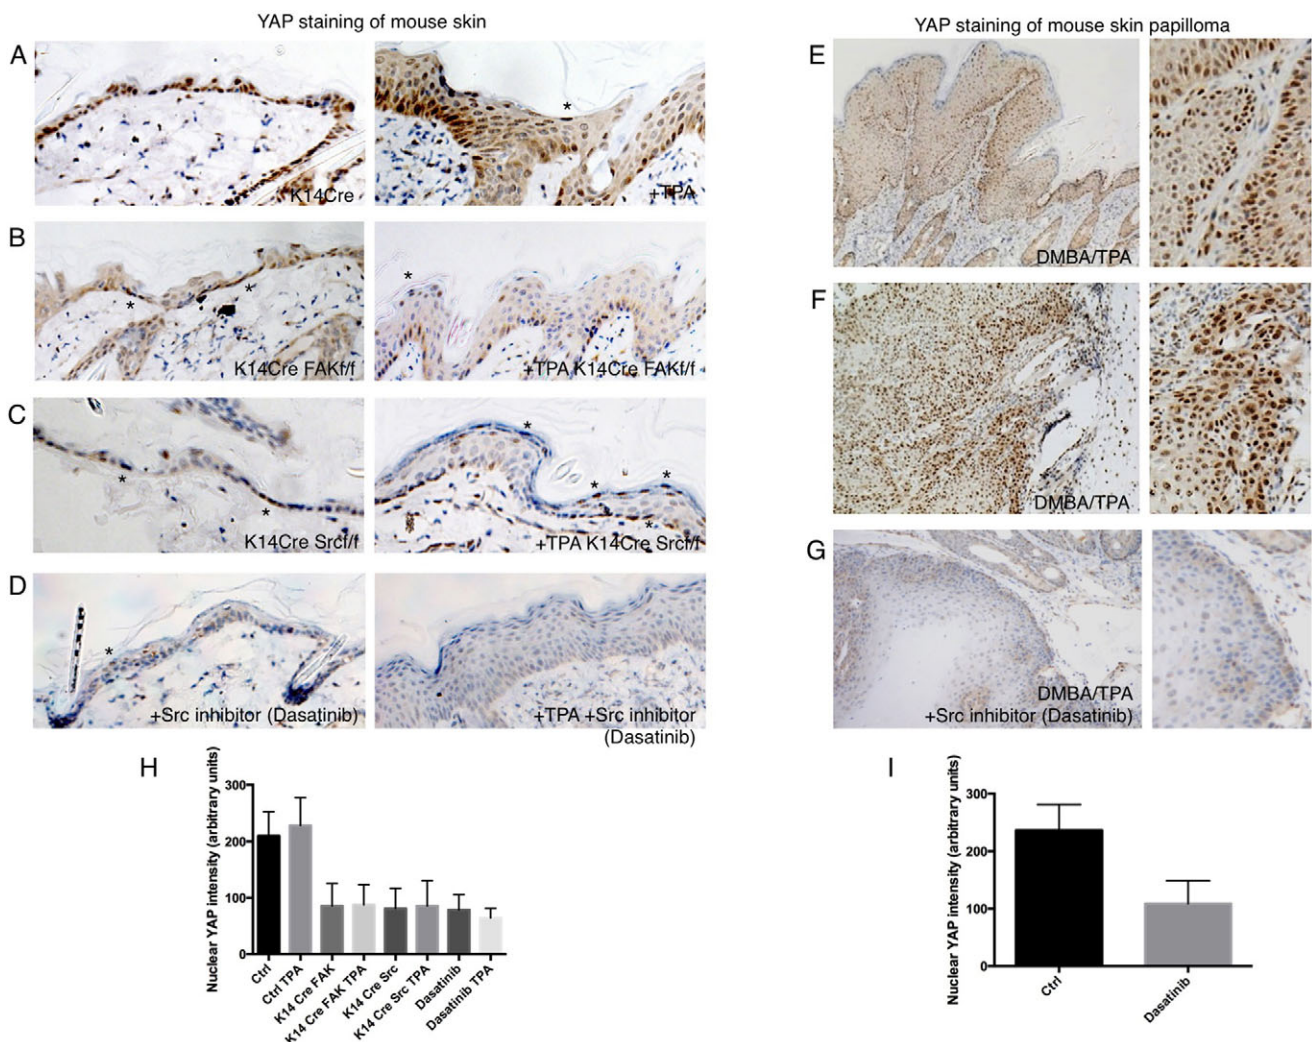 YAP staining of mouse skin
A
K14Cre
*
+TPA
B
*
*
K14Cre FAKf/f
*
+TPA K14Cre FAKf/f
C
*
*
K14Cre Srcf/f
*
*
*
*
+TPA K14Cre Srcf/f
D
*
+Src inhibitor (Dasatinib)
+TPA +Src inhibitor
(Dasatinib)
H
Nuclear YAP intensity (arbitrary units)
300
200
100
0
Ctrl
Ctrl TPA
K14 Cre FAK
K14 Cre FAK TPA
K14 Cre Src
K14 Cre Src TPA
Dasatinib
Dasatinib TPA
YAP staining of mouse skin papilloma
E
DMBA/TPA
F
DMBA/TPA
G
DMBA/TPA
+Src inhibitor (Dasatinib)
I
Nuclear YAP intensity (arbitrary units)
300
200
100
0
Ctrl
Dasatinib